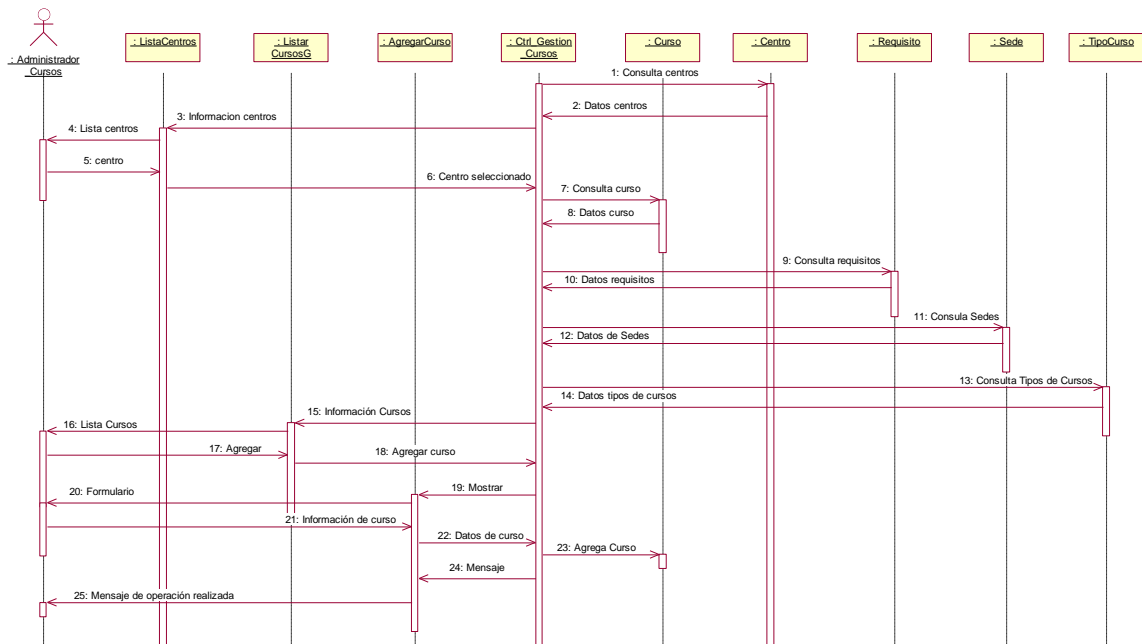 : Administrador
_Cursos
: ListaCentros
: Listar
CursosG
: AgregarCurso
: Ctrl_Gestion
_Cursos
: Curso
: Centro
: Requisito
: Sede
: TipoCurso
1: Consulta centros
2: Datos centros
3: Informacion centros
4: Lista centros
5: centro
6: Centro seleccionado
7: Consulta curso
8: Datos curso
9: Consulta requisitos
10: Datos requisitos
11: Consula Sedes
12: Datos de Sedes
13: Consulta Tipos de Cursos
14: Datos tipos de cursos
15: Información Cursos
16: Lista Cursos
17: Agregar
18: Agregar curso
19: Mostrar
20: Formulario
21: Información de curso
22: Datos de curso
23: Agrega Curso
24: Mensaje
25: Mensaje de operación realizada